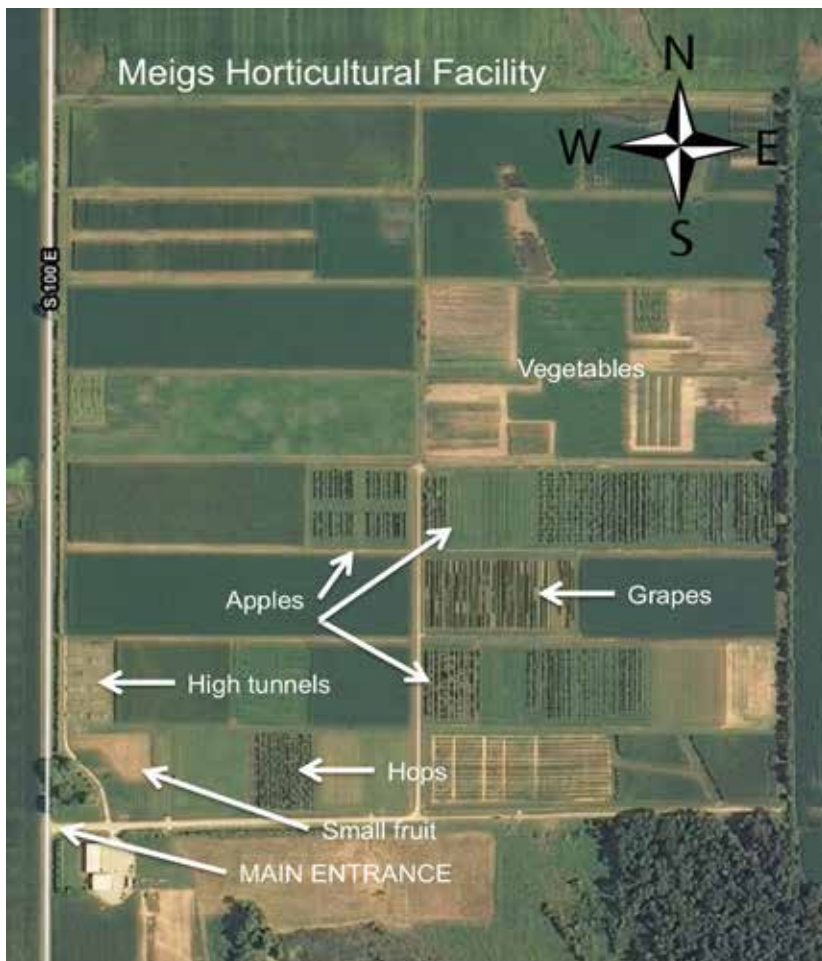 Meigs Horticultural Facility
N
W
E
S
S 100 E
Vegetables
Apples
Grapes
High tunnels
Hops
Small fruit
MAIN ENTRANCE